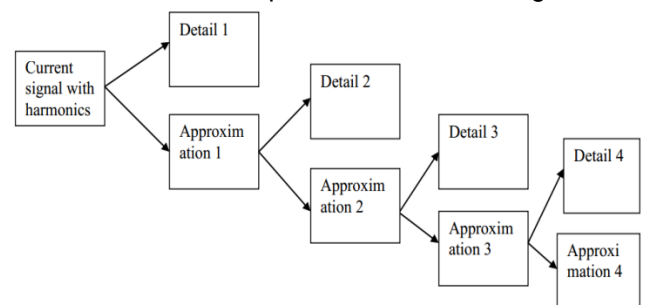 Detail 1
Current
signal with
harmonics
Detail 2
Approxim
ation 1
Detail 3
Detail 4
Approxim
ation 2
Approxim
ation 3
Approxi
mation 4